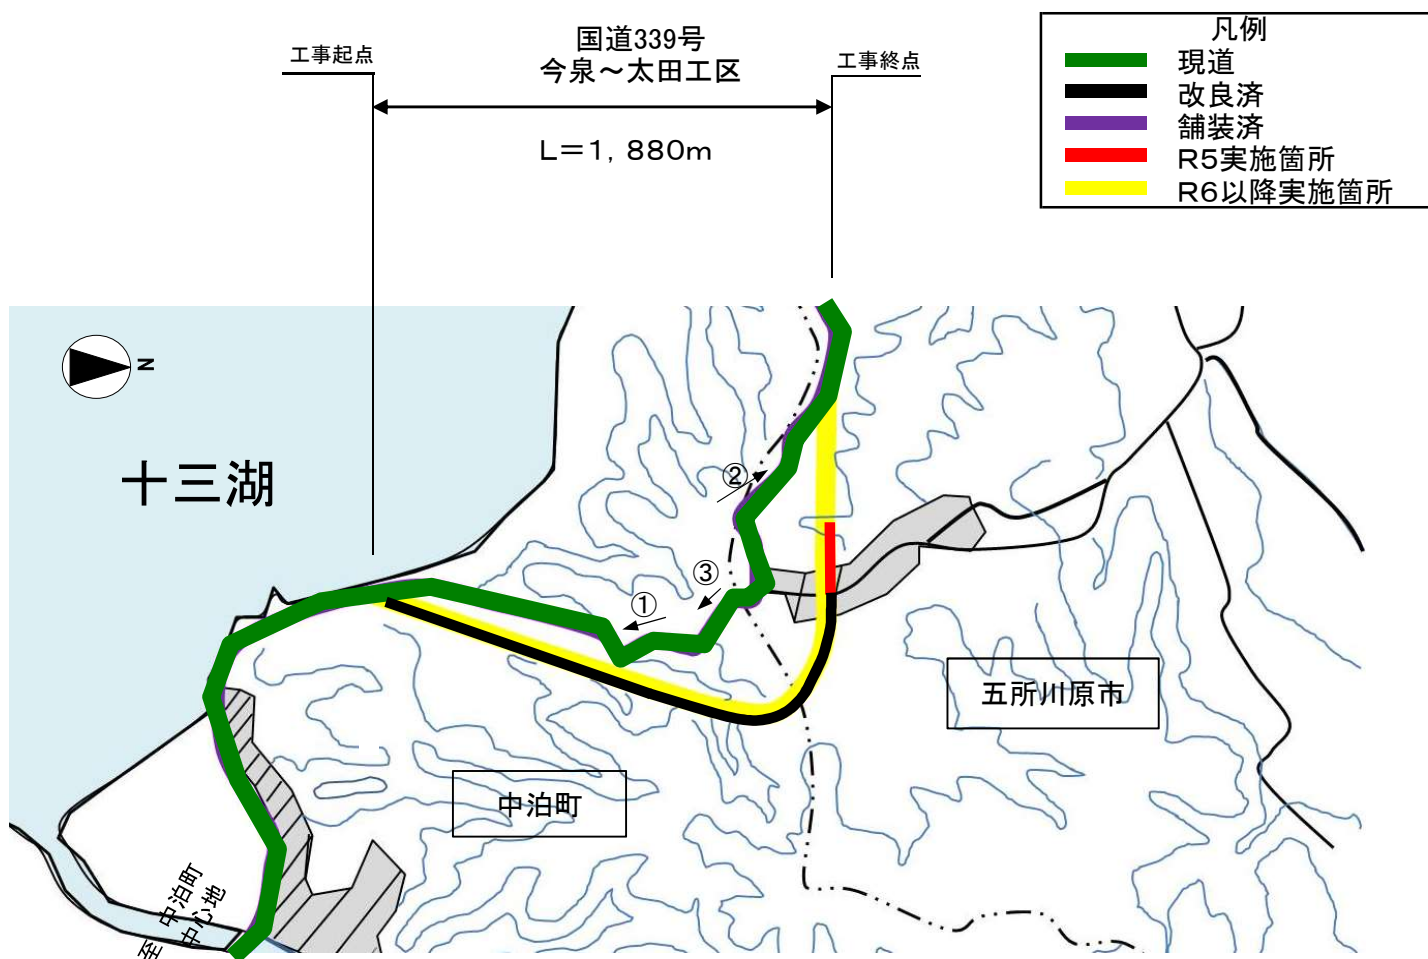 工事起点
国道339号
今泉～太田工区
工事終点
L＝1,880m
凡例
現道
改良済
舗装済
R5実施箇所
R6以降実施箇所
N
十三湖
②
③
①
五所川原市
中泊町
至 中泊町
中心地